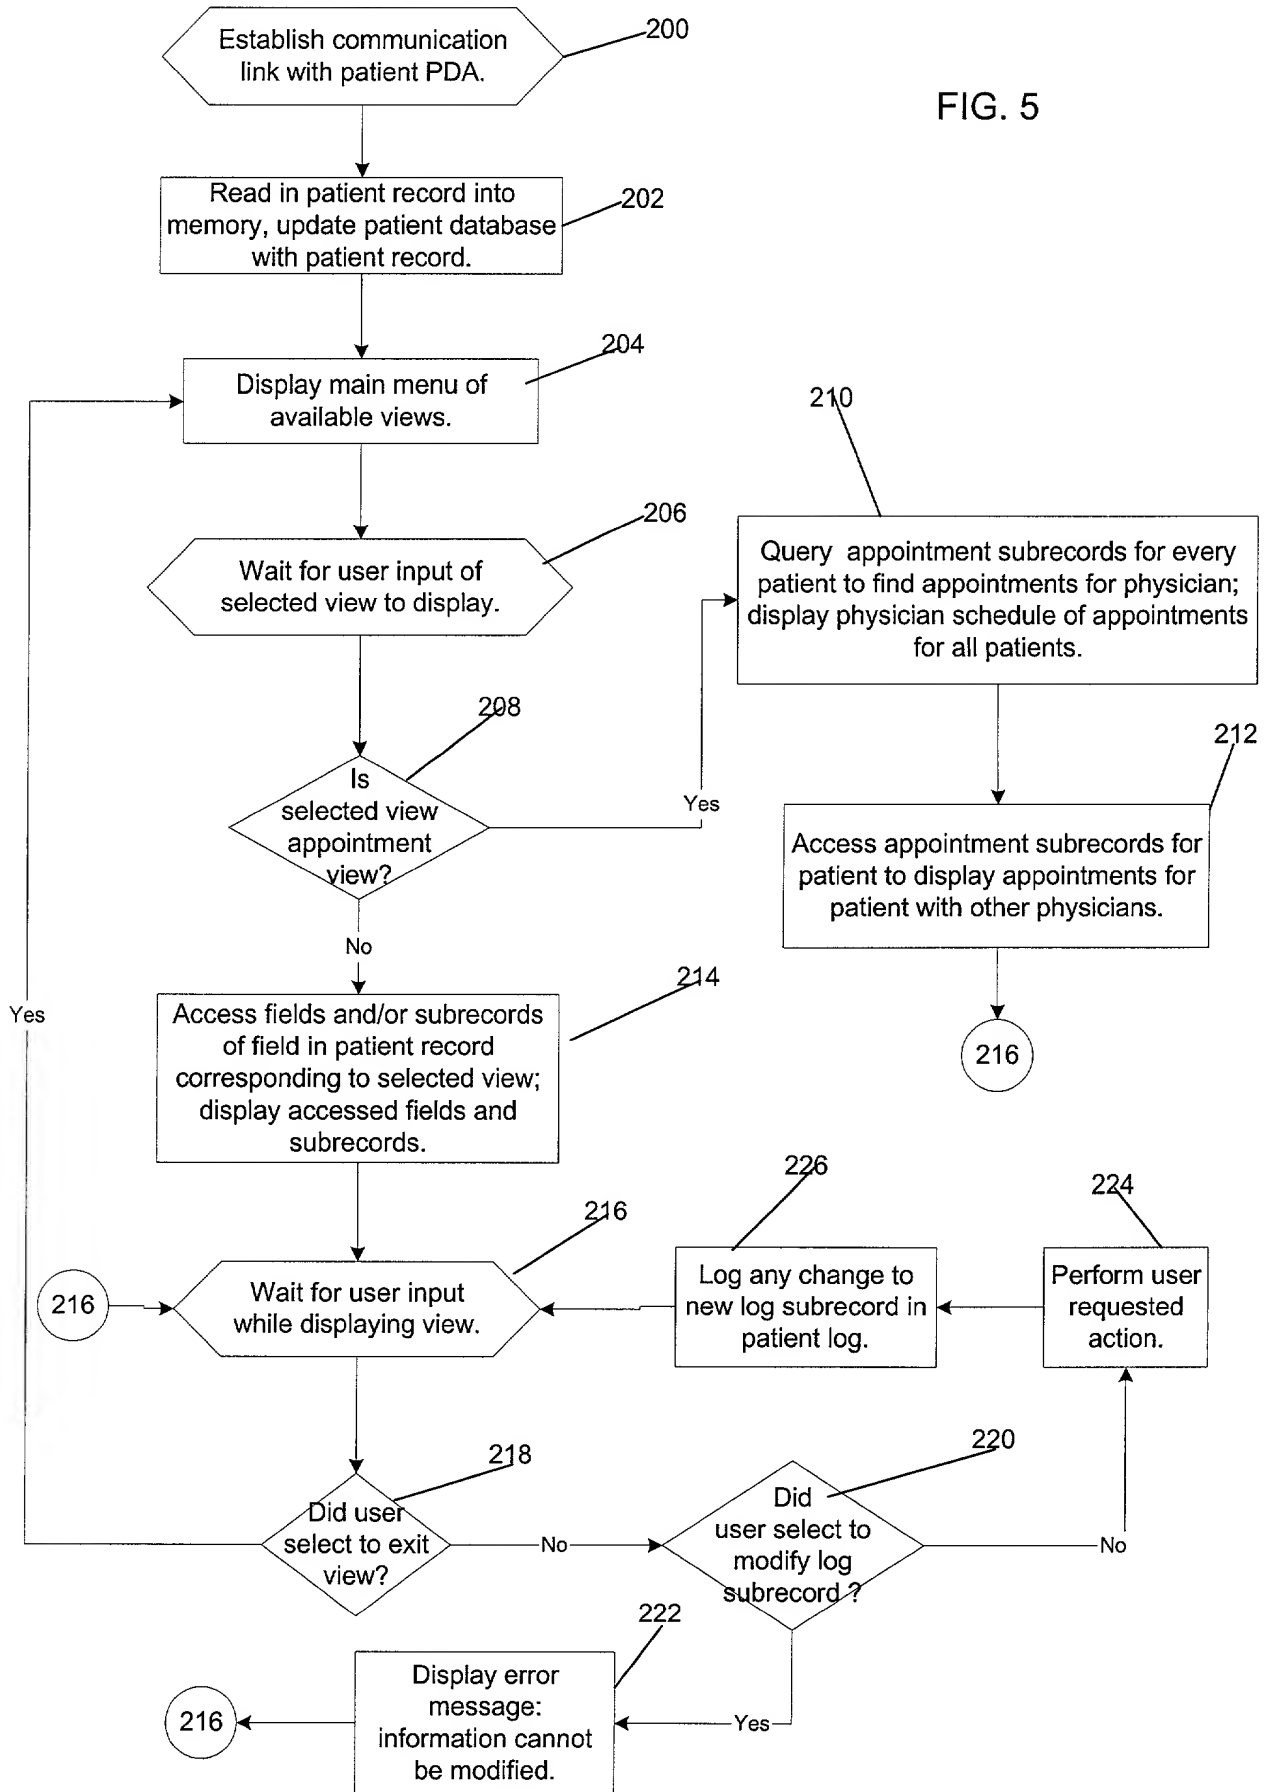 Establish communication
link with patient PDA.
200
FIG. 5
Read in patient record into
memory, update patient database
with patient record.
202
Display main menu of
available views.
204
Wait for user input of
selected view to display.
206
Is
selected view
appointment
view?
208
Yes
210
Query appointment subrecords for every
patient to find appointments for physician;
display physician schedule of appointments
for all patients.
212
Access appointment subrecords for
patient to display appointments for
patient with other physicians.
216
No
214
Access fields and/or subrecords
of field in patient record
corresponding to selected view;
display accessed fields and
subrecords.
Yes
216
216
Wait for user input
while displaying view.
226
Log any change to
new log subrecord in
patient log.
224
Perform user
requested
action.
218
Did user
select to exit
view?
No
220
Did
user select to
modify log
subrecord ?
No
Yes
222
Display error
message:
information cannot
be modified.
216